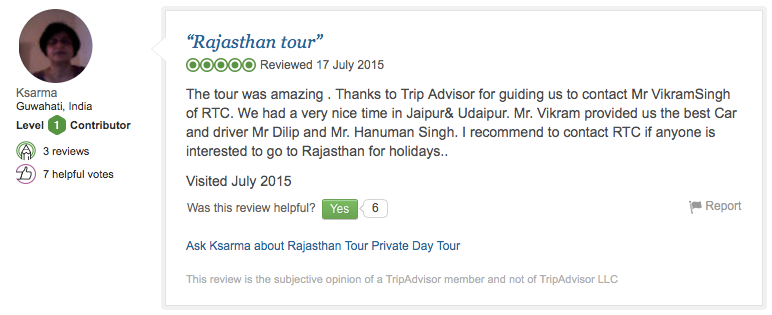 Ksarma
Guwahati, India
Level 1 Contributor
3 reviews
7 helpful votes
“Rajasthan tour”
Reviewed 17 July 2015
The tour was amazing . Thanks to Trip Advisor for guiding us to contact Mr VikramSingh
of RTC. We had a very nice time in Jaipur& Udaipur. Mr. Vikram provided us the best Car
and driver Mr Dilip and Mr. Hanuman Singh. I recommend to contact RTC if anyone is
interested to go to Rajasthan for holidays..
Visited July 2015
Was this review helpful? Yes 6
Report
Ask Ksarma about Rajasthan Tour Private Day Tour
This review is the subjective opinion of a TripAdvisor member and not of TripAdvisor LLC